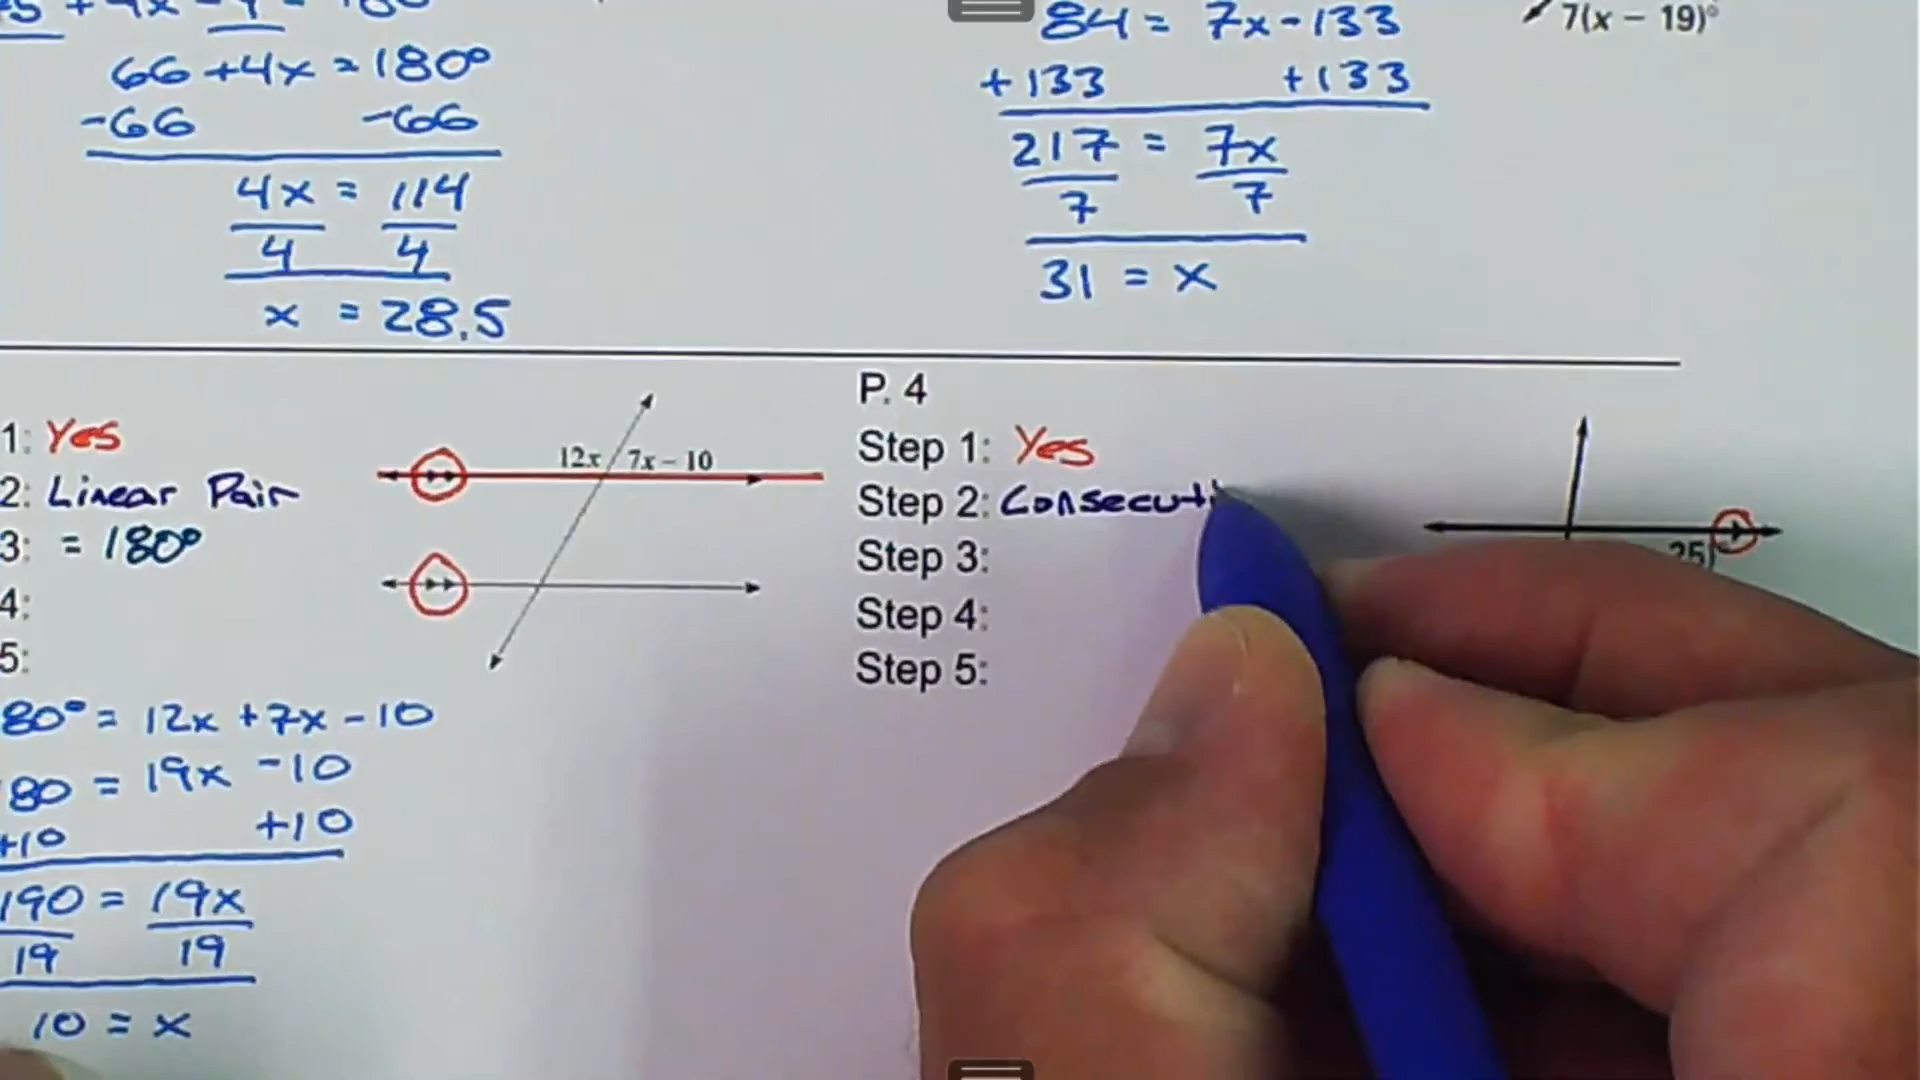 66 + 4x = 180°
-66 -66
4x = 114
4 4
x = 28.5
84 = 7x - 133
+133 +133
217 = 7x
7 7
31 = x
7(x − 19)°
1: Yes
2: Linear Pair
3: = 180°
4:
5:
12x 7x − 10
80° = 12x + 7x - 10
80 = 19x - 10
+10 +10
190 = 19x
19 19
10 = x
P. 4
Step 1: Yes
Step 2: Consecuti
Step 3:
Step 4:
Step 5: